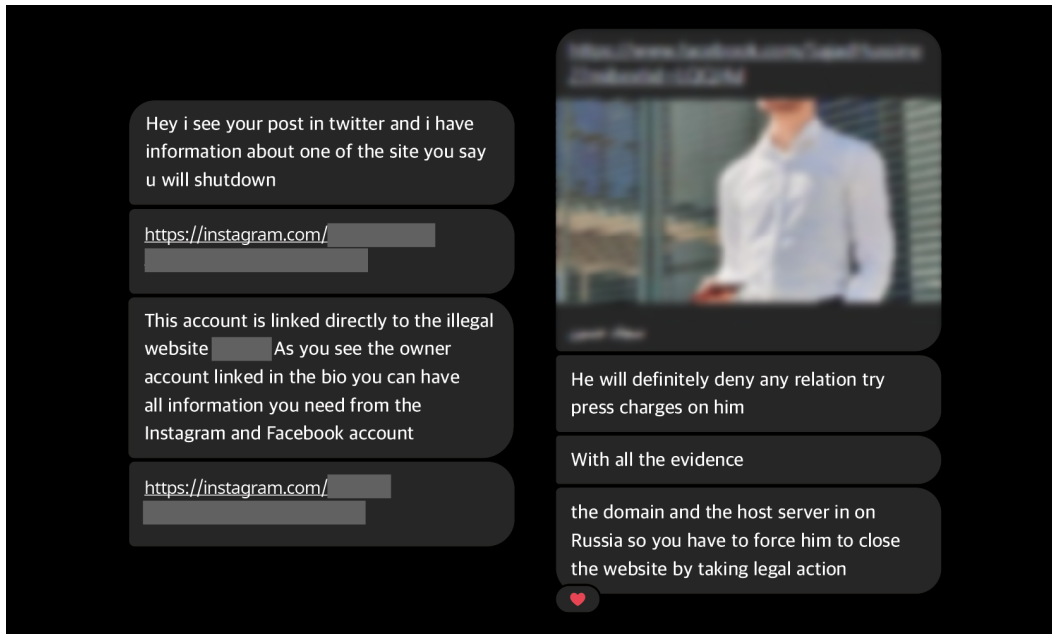 Hey i see your post in twitter and i have
information about one of the site you say
u will shutdown
https://instagram.com/
This account is linked directly to the illegal
website As you see the owner
account linked in the bio you can have
all information you need from the
Instagram and Facebook account
https://instagram.com/
He will definitely deny any relation try
press charges on him
With all the evidence
the domain and the host server in on
Russia so you have to force him to close
the website by taking legal action